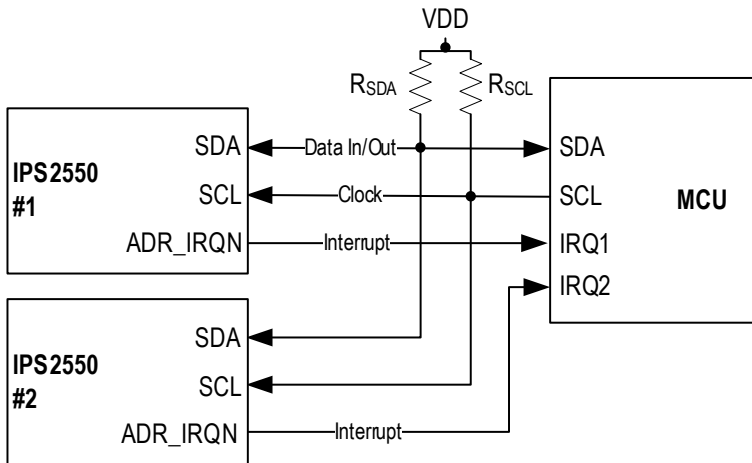 VDD
RSDA
RSCL
IPS2550
#1
SDA
SCL
ADR_IRQN
Data In/Out
Clock
Interrupt
SDA
SCL
IRQ1
IRQ2
MCU
IPS2550
#2
SDA
SCL
ADR_IRQN
Interrupt